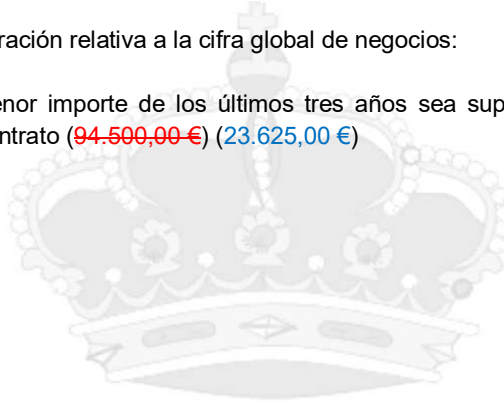 ración relativa a la cifra global de negocios:
enor importe de los últimos tres años sea sup
ntrato (94.500,00 €) (23.625,00 €)